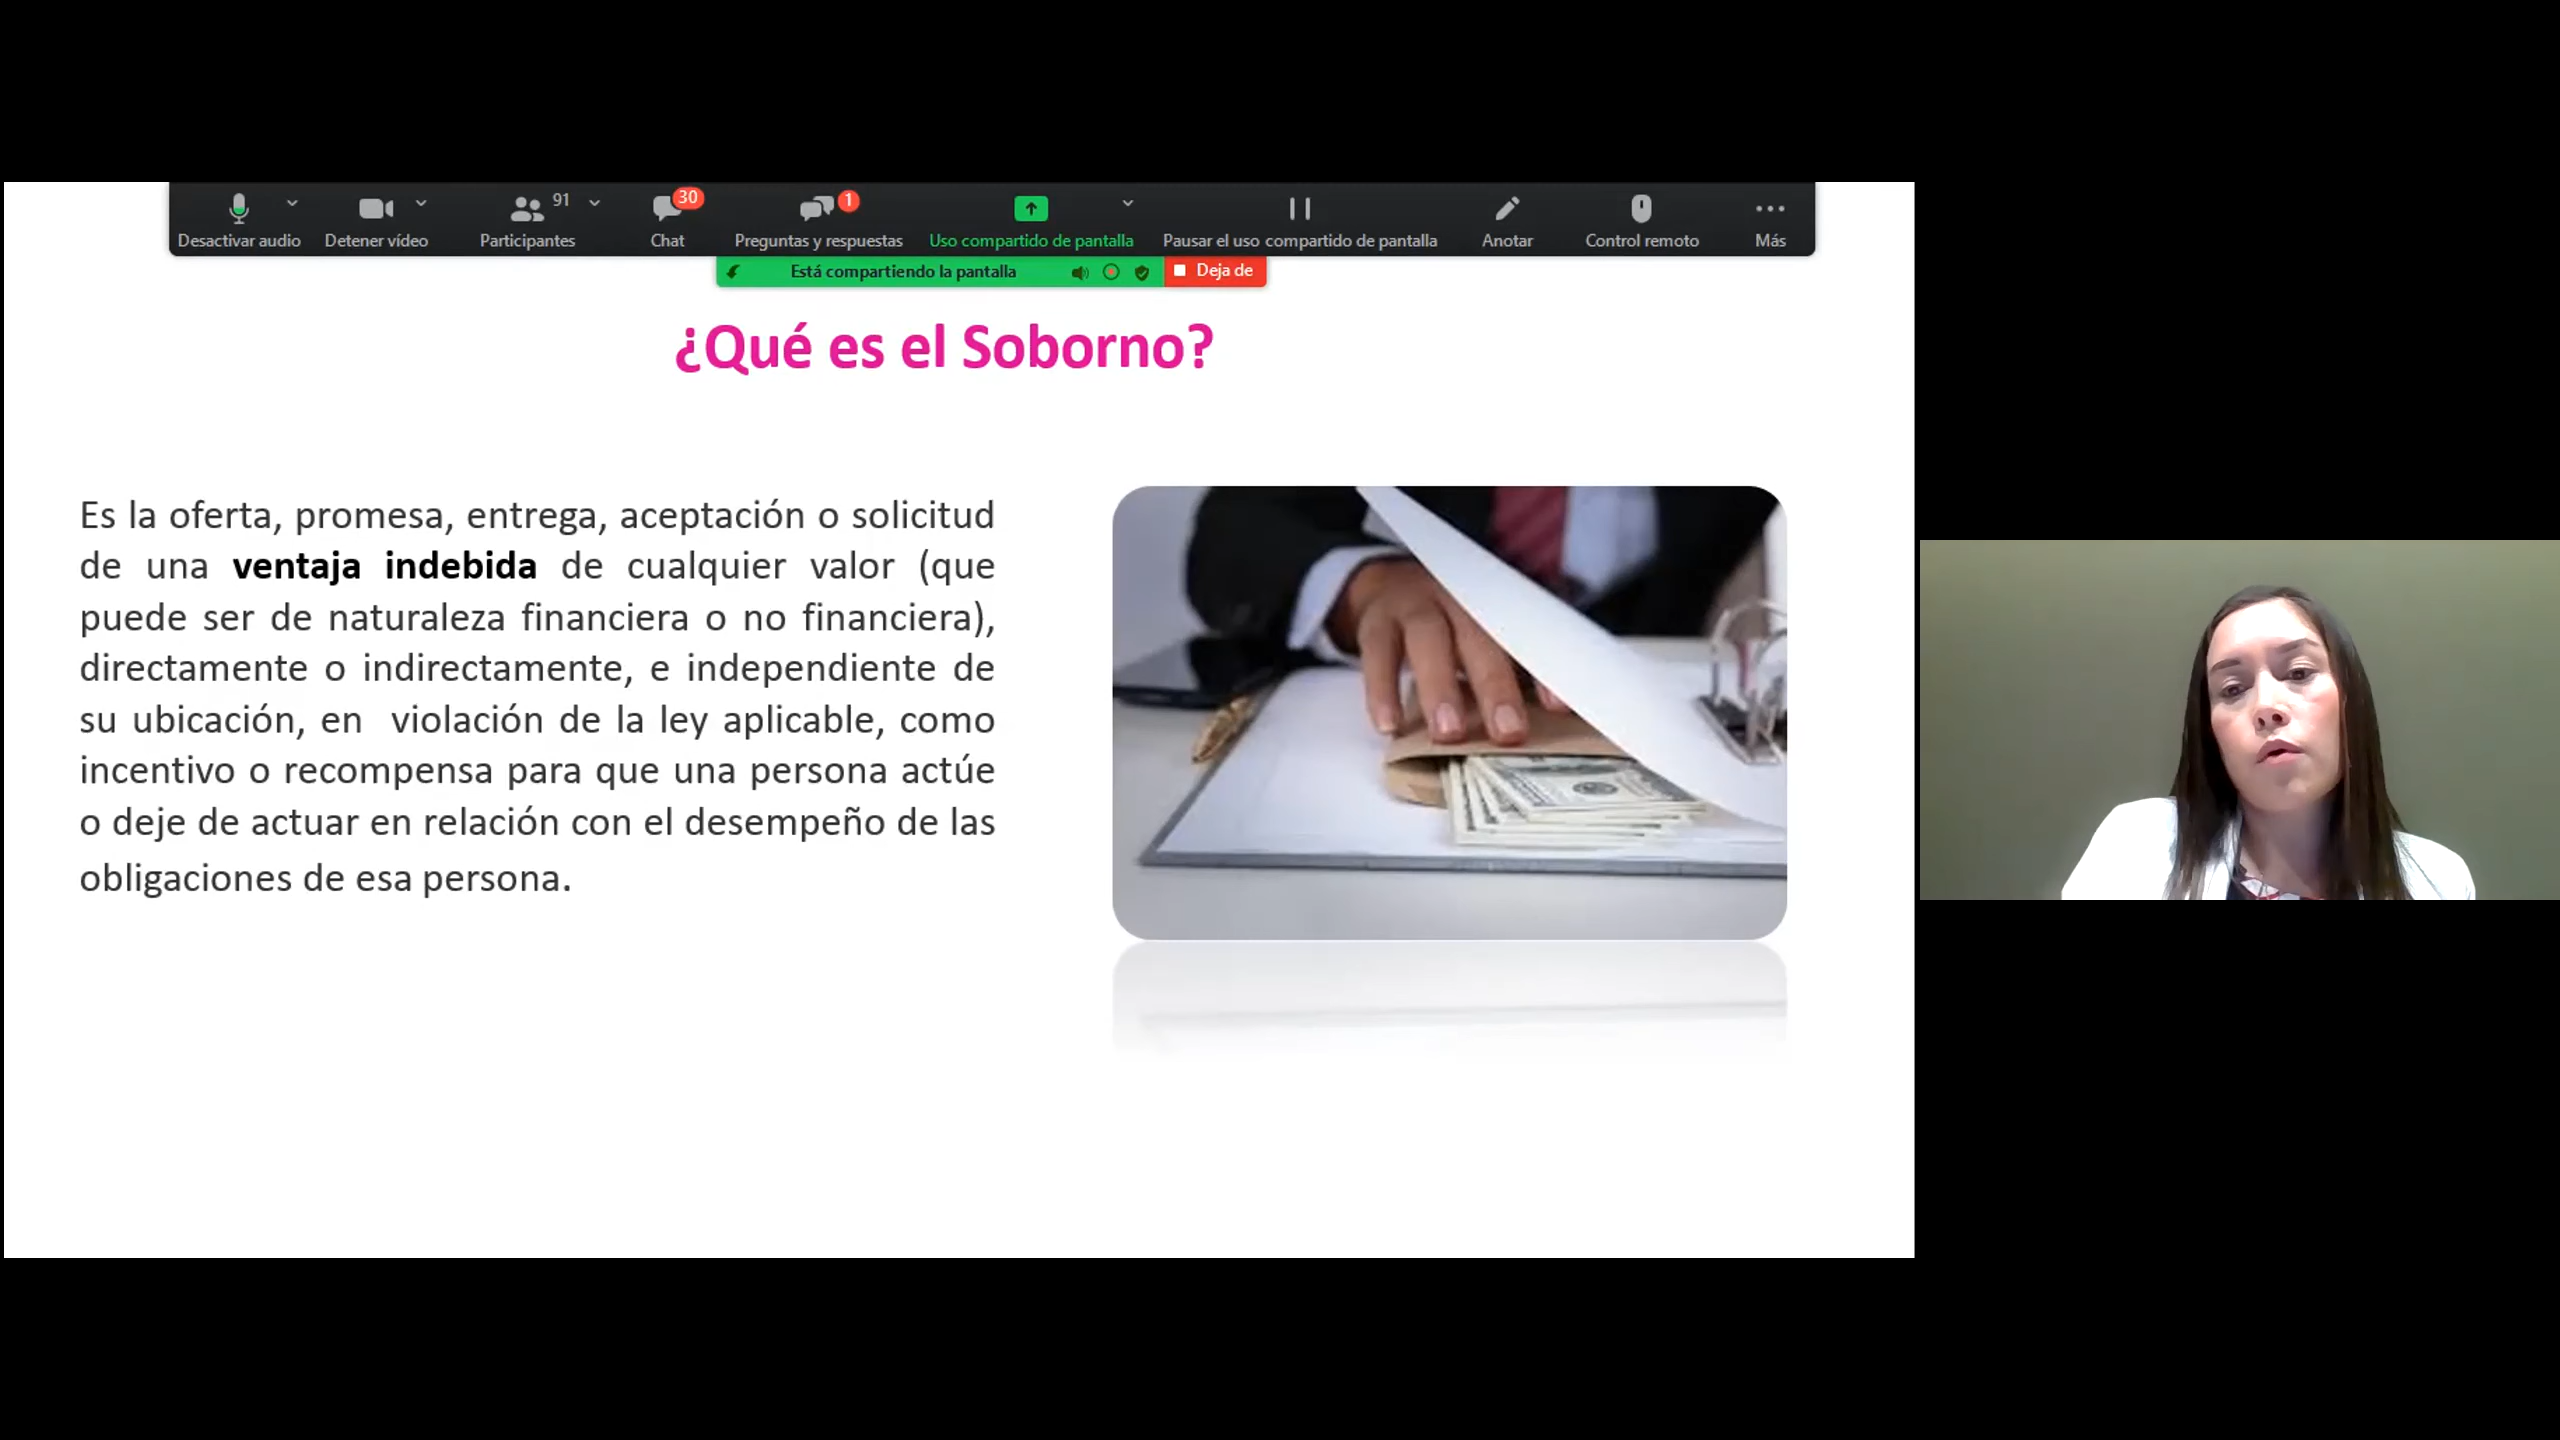 91
30
1
Desactivar audio
Detener vídeo
Participantes
Chat
Preguntas y respuestas
Uso compartido de pantalla
Pausar el uso compartido de pantalla
Anotar
Control remoto
Más
Está compartiendo la pantalla
Deja de
¿Qué es el Soborno?
Es la oferta, promesa, entrega, aceptación o solicitud
de una ventaja indebida de cualquier valor (que
puede ser de naturaleza financiera o no financiera),
directamente o indirectamente, e independiente de
su ubicación, en violación de la ley aplicable, como
incentivo o recompensa para que una persona actúe
o deje de actuar en relación con el desempeño de las
obligaciones de esa persona.